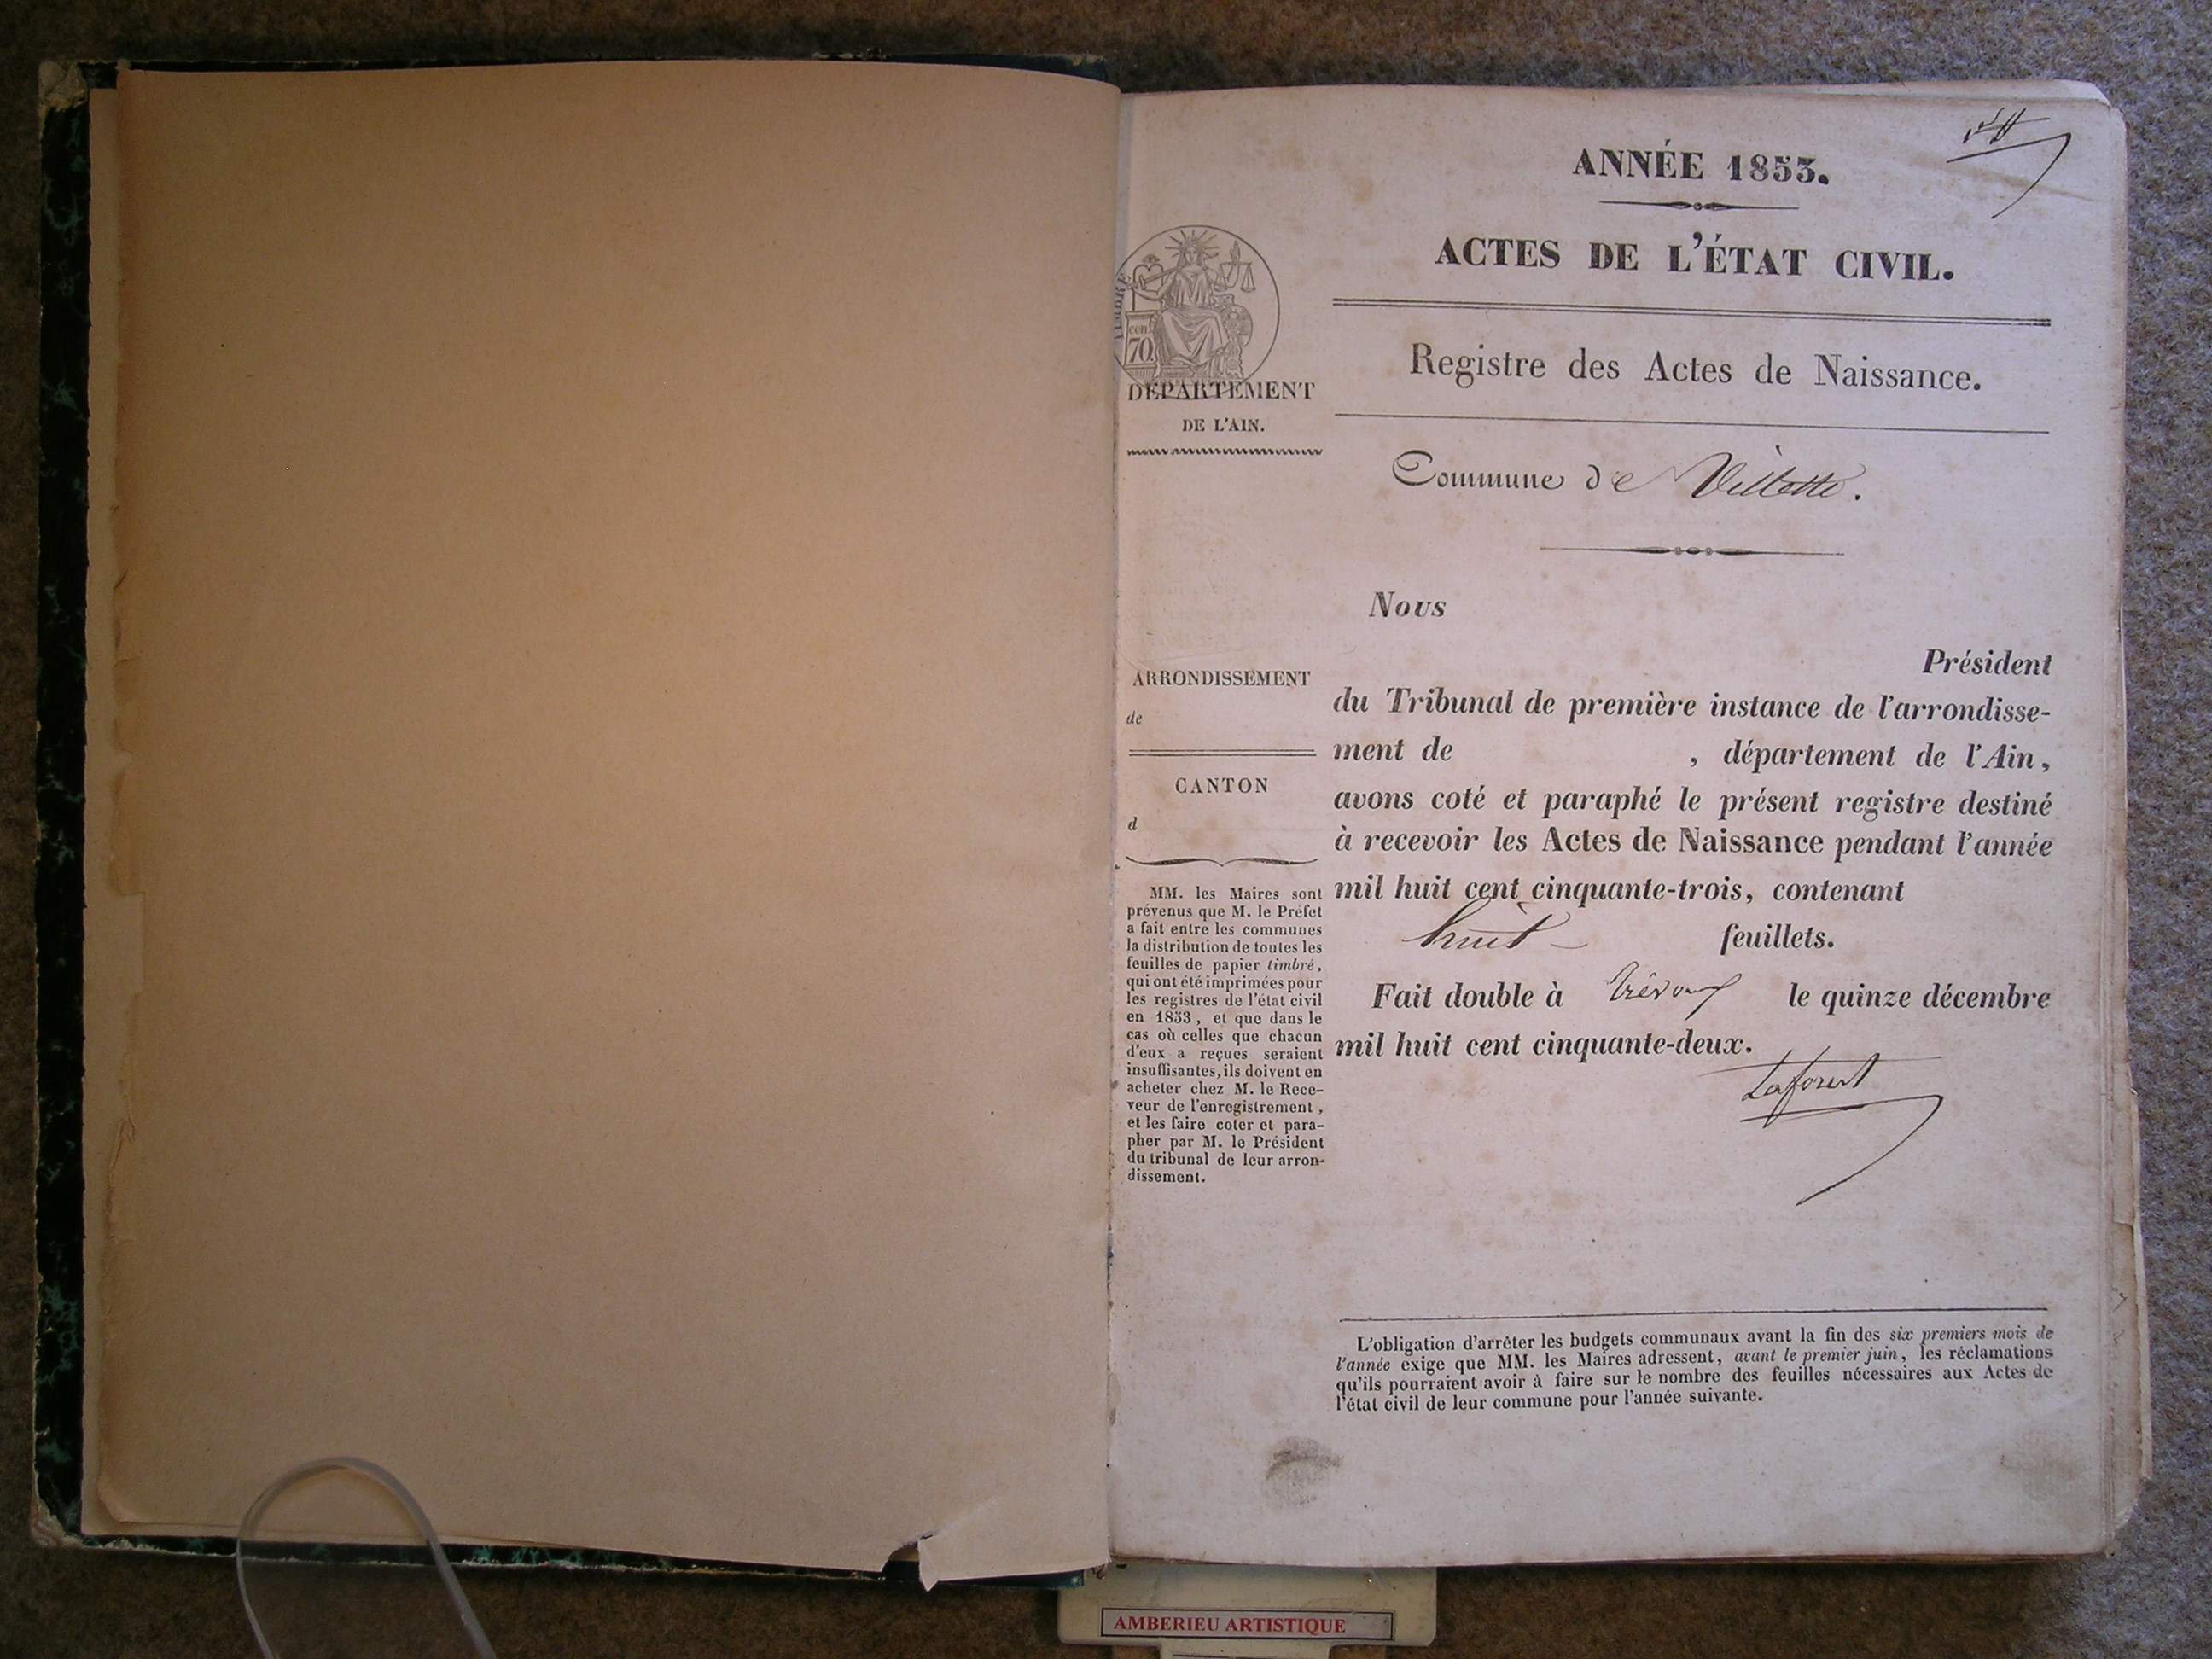 ANNÉE 1853.
ACTES DE L'ÉTAT CIVIL.
Registre des Actes de Naissance.
TIMBRE
cen.
70
DÉPARTEMENT
DE L'AIN.
Commune de Villette.
Nous
Président
du Tribunal de première instance de l'arrondisse-
ment de , département de l'Ain,
avons coté et paraphé le présent registre destiné
à recevoir les Actes de Naissance pendant l'année
mil huit cent cinquante-trois, contenant
huit feuillets.
Fait double à Trévoux le quinze décembre
mil huit cent cinquante-deux.
Laforest
ARRONDISSEMENT
de
CANTON
d
MM. les Maires sont
prévenus que M. le Préfet
a fait entre les communes
la distribution de toutes les
feuilles de papier timbré,
qui ont été imprimées pour
les registres de l'état civil
en 1853, et que dans le
cas où celles que chacun
d'eux a reçues seraient
insuffisantes, ils doivent en
acheter chez M. le Rece-
veur de l'enregistrement,
et les faire coter et para-
pher par M. le Président
du tribunal de leur arron-
dissement.
L'obligation d'arrêter les budgets communaux avant la fin des six premiers mois de
l'année exige que MM. les Maires adressent, avant le premier juin, les réclamations
qu'ils pourraient avoir à faire sur le nombre des feuilles nécessaires aux Actes de
l'état civil de leur commune pour l'année suivante.
AMBERIEU ARTISTIQUE